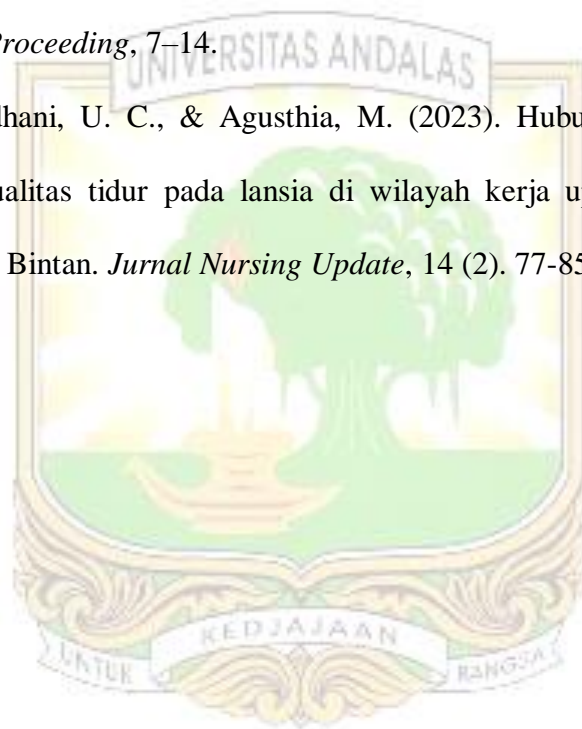 Proceeding, 7–14.
UNIVERSITAS ANDALAS
dhani, U. C., & Agusthia, M. (2023). Hubu
ualitas tidur pada lansia di wilayah kerja u
Bintan. Jurnal Nursing Update, 14 (2). 77-85
KEDJAJAAN
UNTUK
BANGSA